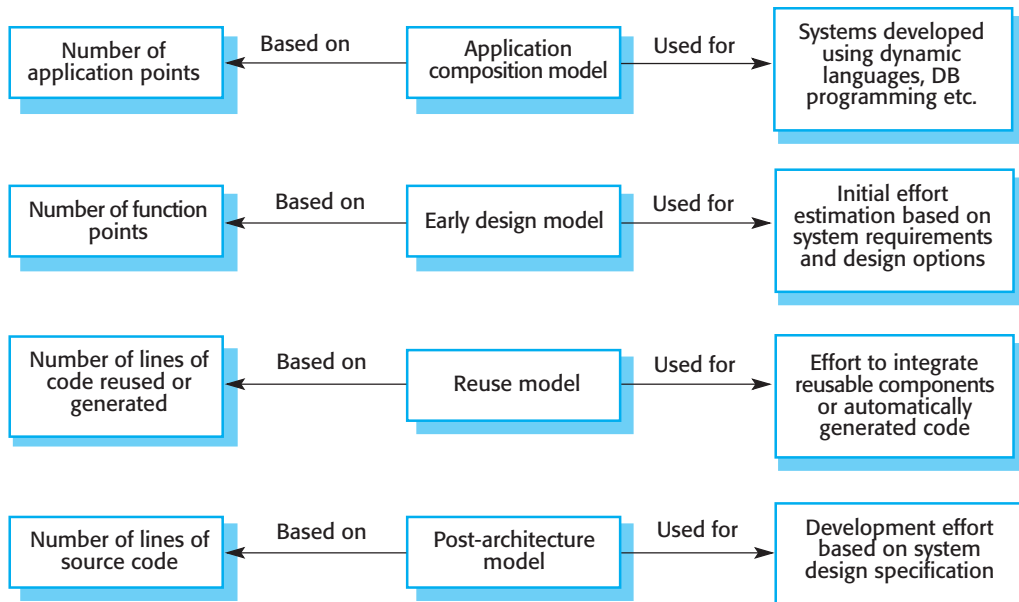 Number of
application points
Based on
Application
composition model
Used for
Systems developed
using dynamic
languages, DB
programming etc.
Number of function
points
Based on
Early design model
Used for
Initial effort
estimation based on
system requirements
and design options
Number of lines of
code reused or
generated
Based on
Reuse model
Used for
Effort to integrate
reusable components
or automatically
generated code
Number of lines of
source code
Based on
Post-architecture
model
Used for
Development effort
based on system
design specification